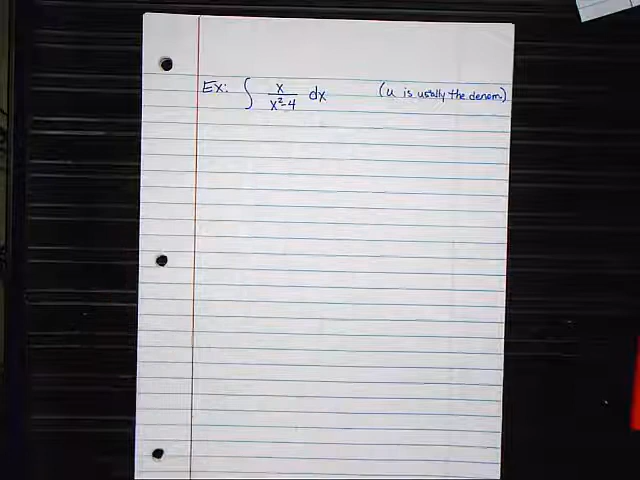 Ex: ∫ x/(x²-4) dx (u is usually the denom.)